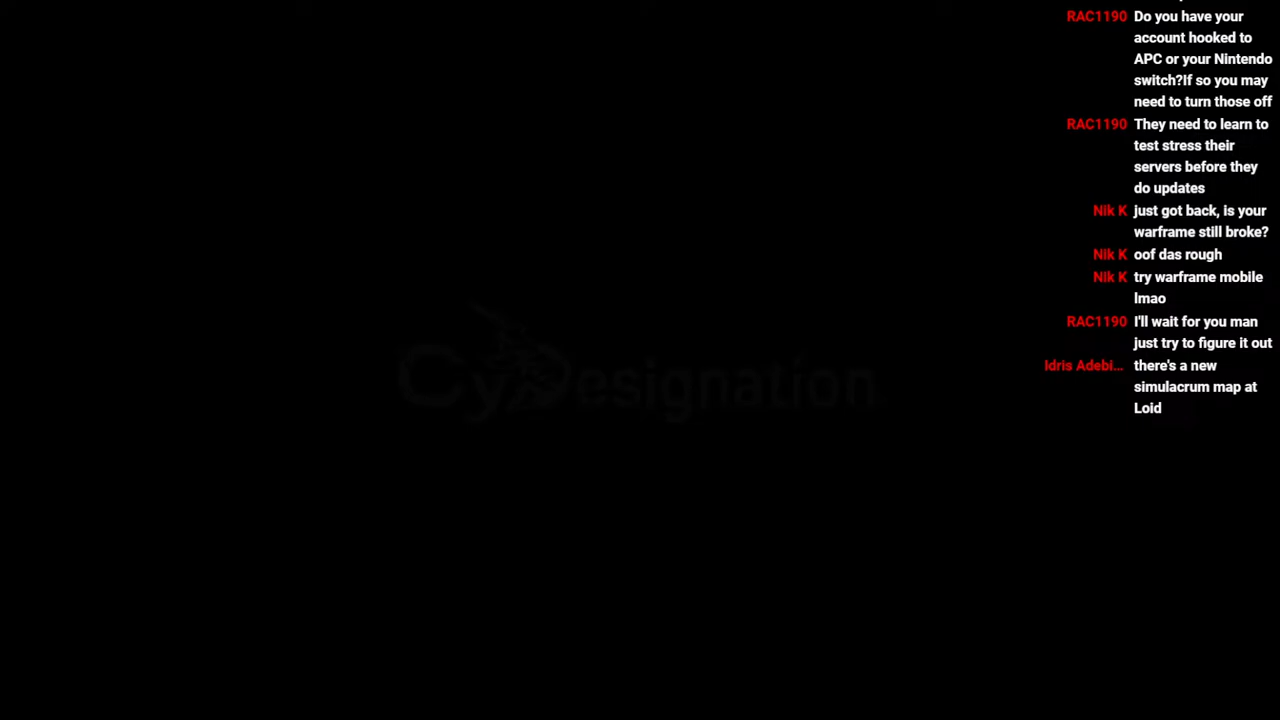 CyDesignation
RAC1190 Do you have your
account hooked to
APC or your Nintendo
switch?If so you may
need to turn those off
RAC1190 They need to learn to
test stress their
servers before they
do updates
Nik K just got back, is your
warframe still broke?
Nik K oof das rough
Nik K try warframe mobile
lmao
RAC1190 I'll wait for you man
just try to figure it out
Idris Adebi... there's a new
simulacrum map at
Loid